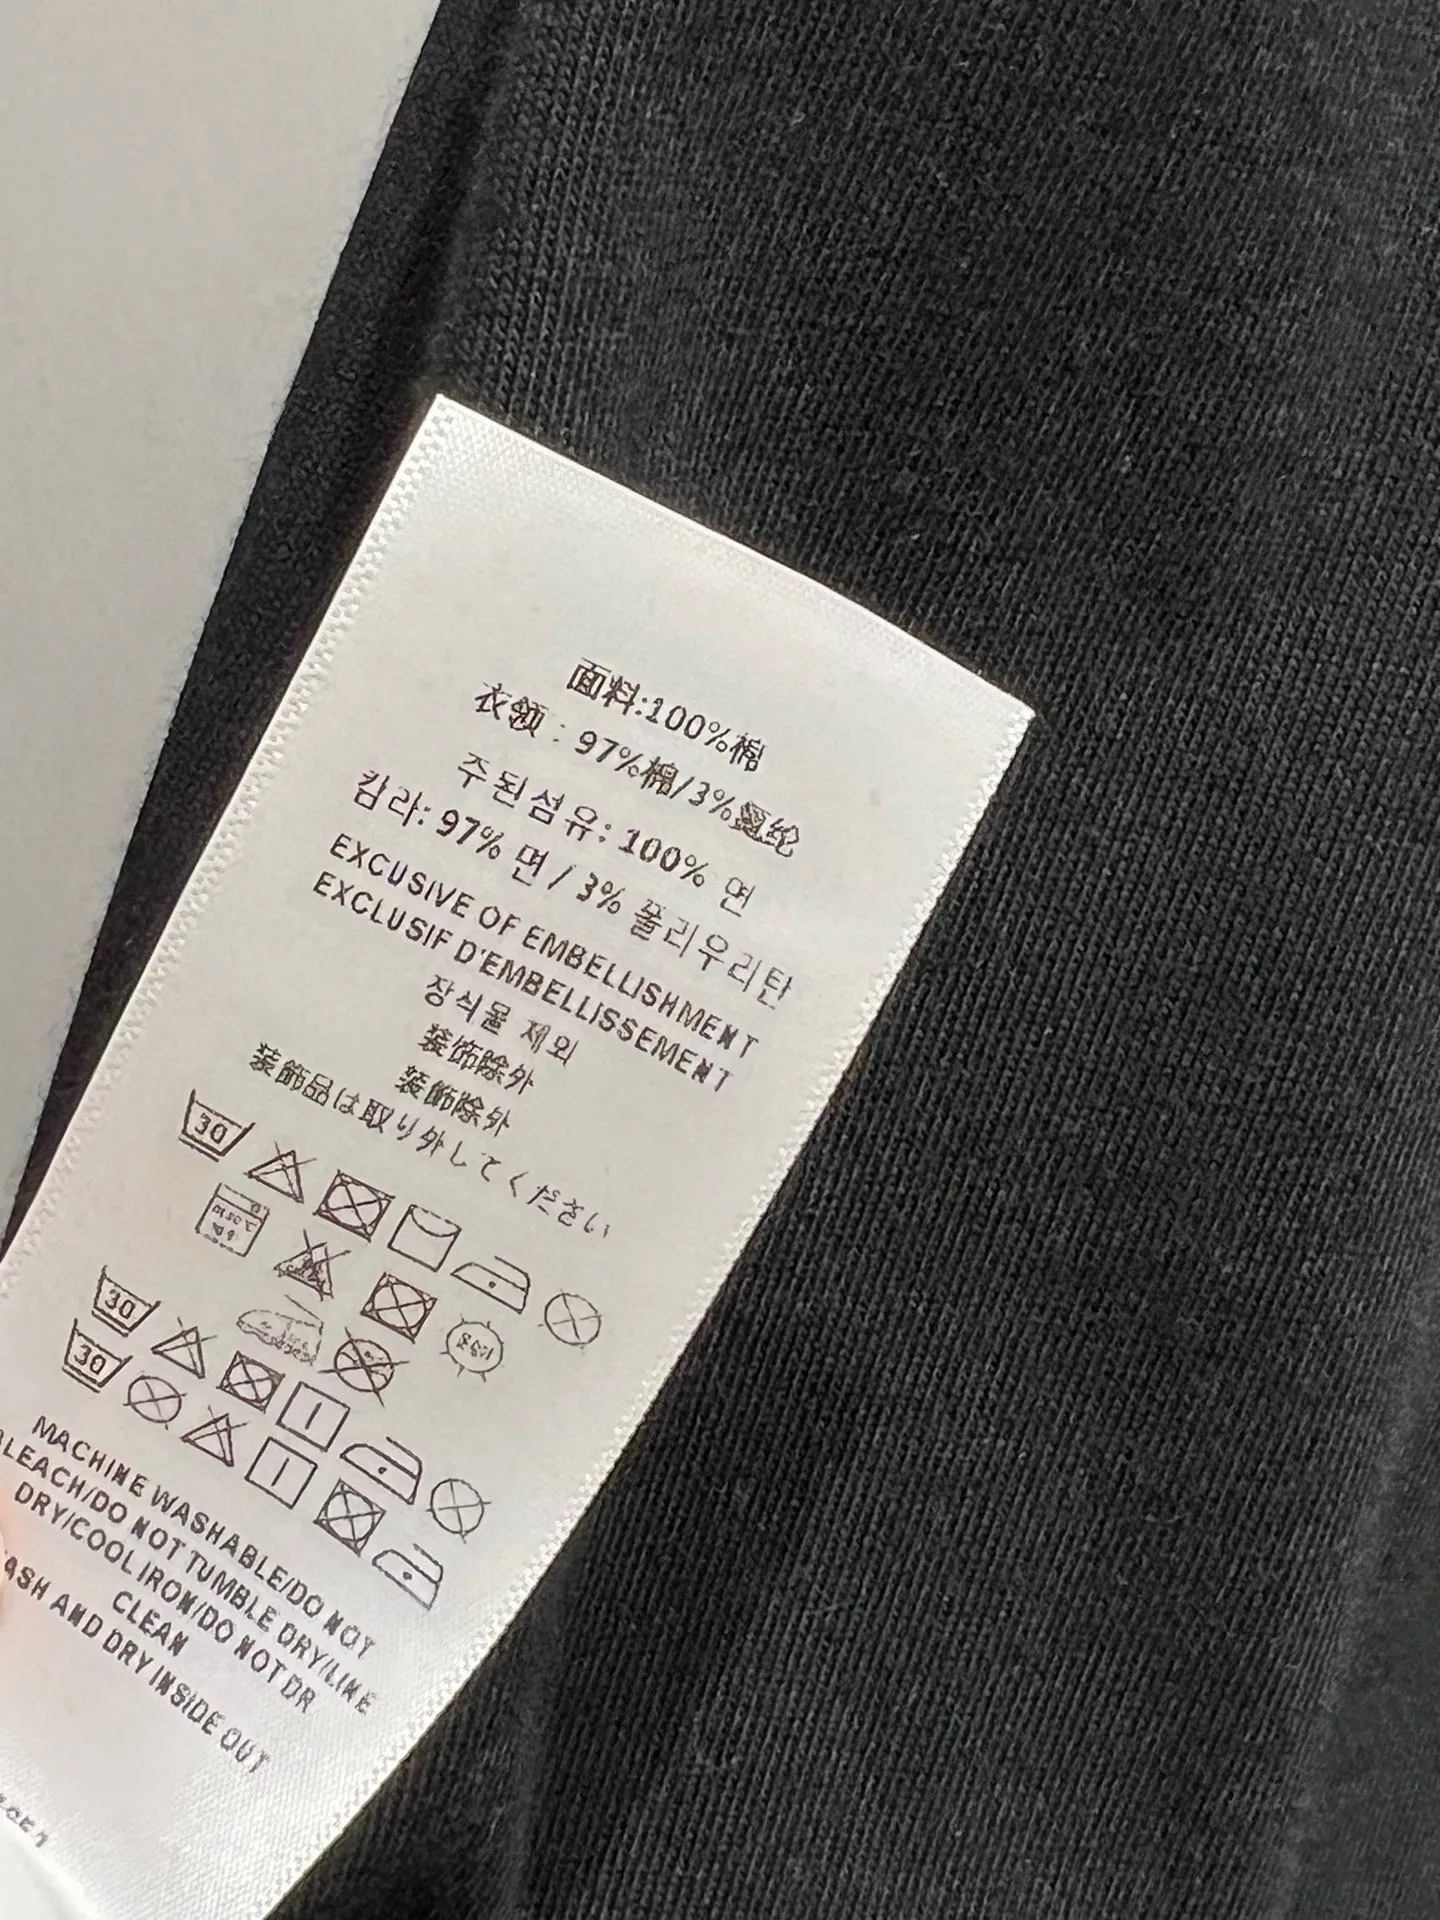 面料:100%棉
衣领：97%棉/3%氨纶
주된섬유: 100% 면
캄라: 97% 면 / 3% 폴리우리탄
EXCUSIVE OF EMBELLISHMENT
EXCLUSIF D'EMBELLISSEMENT
장식물 제외
装饰除外
装飾除外
装飾品は取り外してください
30
30
30
MACHINE WASHABLE/DO NOT
BLEACH/DO NOT TUMBLE DRY/LINE
DRY/COOL IRON/DO NOT DR
CLEAN
ASH AND DRY INSIDE OUT